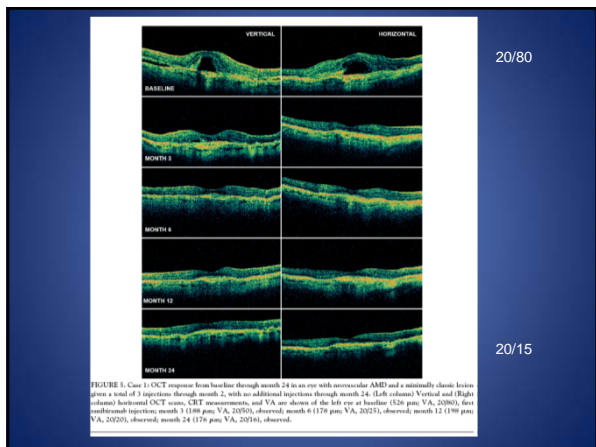 VERTICAL
HORIZONTAL
20/80
BASELINE
MONTH 3
MONTH 6
MONTH 12
20/15
MONTH 24
FIGURE 5. Case 1: OCT response from baseline through month 24 in an eye with neovascular AMD and a minimally classic lesion
given a total of 3 injections through month 2, with no additional injections through month 24. (Left column) Vertical and (Right
column) horizontal OCT scans, CRT measurements, and VA are shown of the left eye at baseline (526 μm; VA, 20/80), first
ranibizumab injection; month 3 (188 μm; VA, 20/50), observed; month 6 (178 μm; VA, 20/25), observed; month 12 (198 μm;
VA, 20/20), observed; month 24 (176 μm; VA, 20/16), observed.